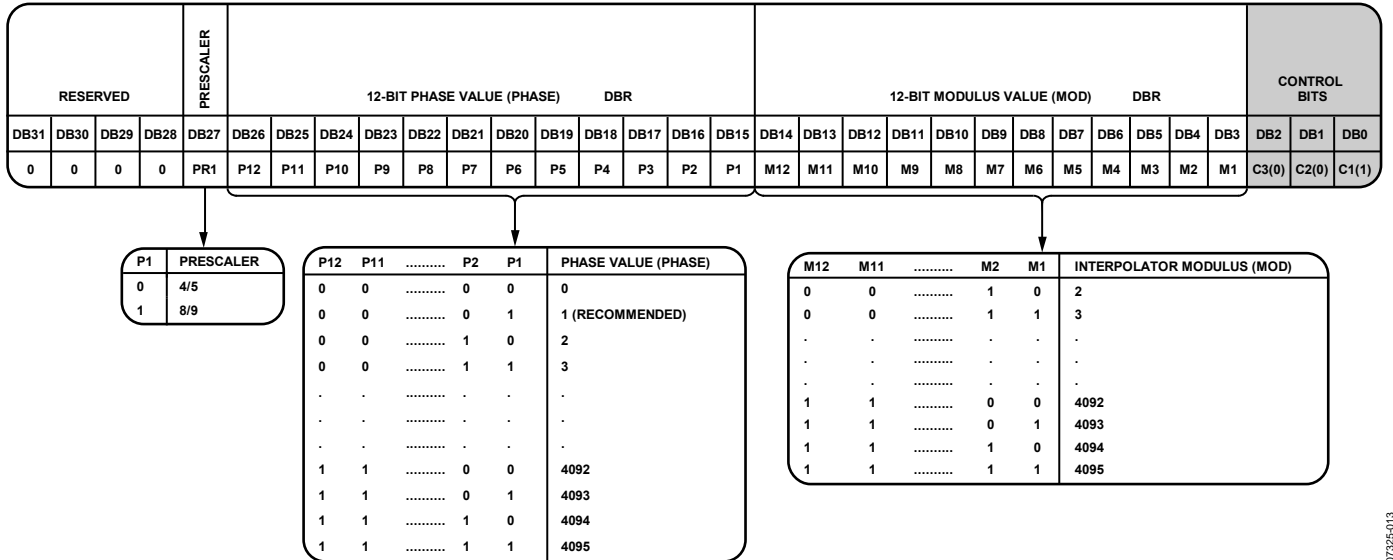 RESERVED PRESCALER 12-BIT PHASE VALUE (PHASE) DBR 12-BIT MODULUS VALUE (MOD) DBR CONTROL BITS
DB31 DB30 DB29 DB28 DB27 DB26 DB25 DB24 DB23 DB22 DB21 DB20 DB19 DB18 DB17 DB16 DB15 DB14 DB13 DB12 DB11 DB10 DB9 DB8 DB7 DB6 DB5 DB4 DB3 DB2 DB1 DB0
0 0 0 0 PR1 P12 P11 P10 P9 P8 P7 P6 P5 P4 P3 P2 P1 M12 M11 M10 M9 M8 M7 M6 M5 M4 M3 M2 M1 C3(0) C2(0) C1(1)
P1 PRESCALER
0 4/5
1 8/9
P12 P11 .......... P2 P1 PHASE VALUE (PHASE)
0 0 .......... 0 0 0
0 0 .......... 0 1 1 (RECOMMENDED)
0 0 .......... 1 0 2
0 0 .......... 1 1 3
. . .......... . . .
. . .......... . . .
. . .......... . . .
1 1 .......... 0 0 4092
1 1 .......... 0 1 4093
1 1 .......... 1 0 4094
1 1 .......... 1 1 4095
M12 M11 .......... M2 M1 INTERPOLATOR MODULUS (MOD)
0 0 .......... 1 0 2
0 0 .......... 1 1 3
. . .......... . . .
. . .......... . . .
. . .......... . . .
1 1 .......... 0 0 4092
1 1 .......... 0 1 4093
1 1 .......... 1 0 4094
1 1 .......... 1 1 4095
07325-013